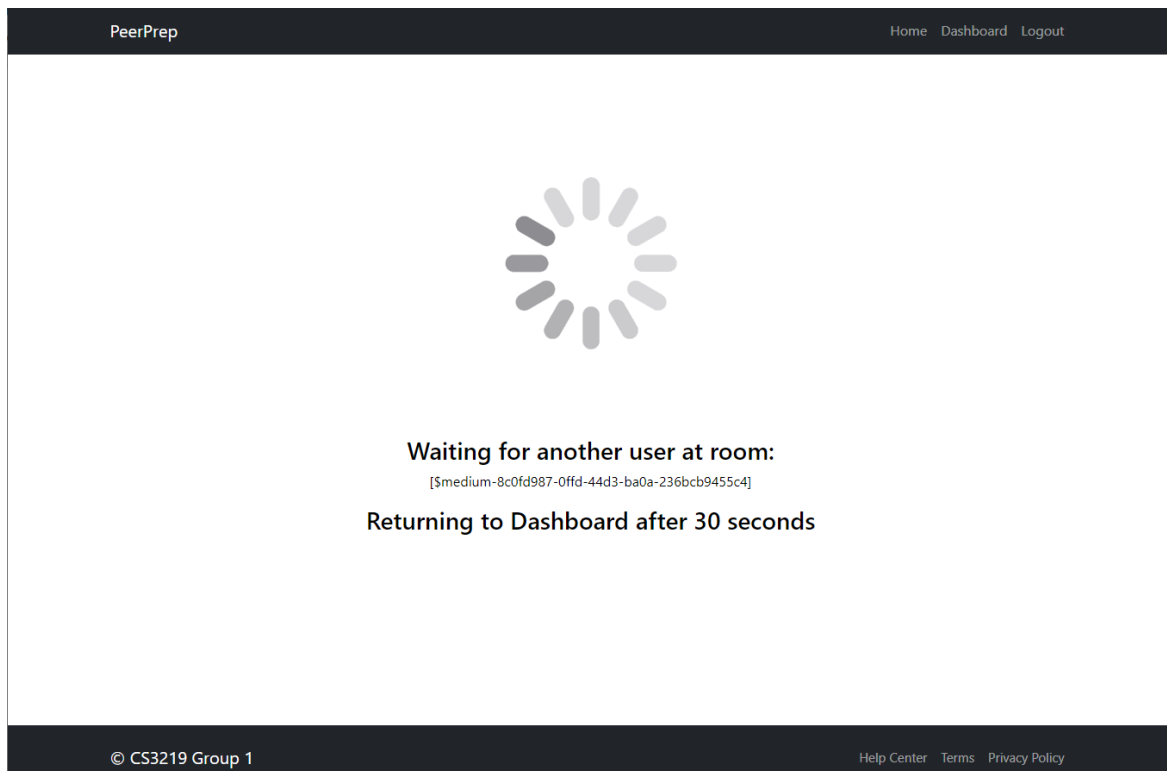 PeerPrep Home Dashboard Logout
Waiting for another user at room:
[$medium-8c0fd987-0ffd-44d3-ba0a-236bcb9455c4]
Returning to Dashboard after 30 seconds
© CS3219 Group 1 Help Center Terms Privacy Policy